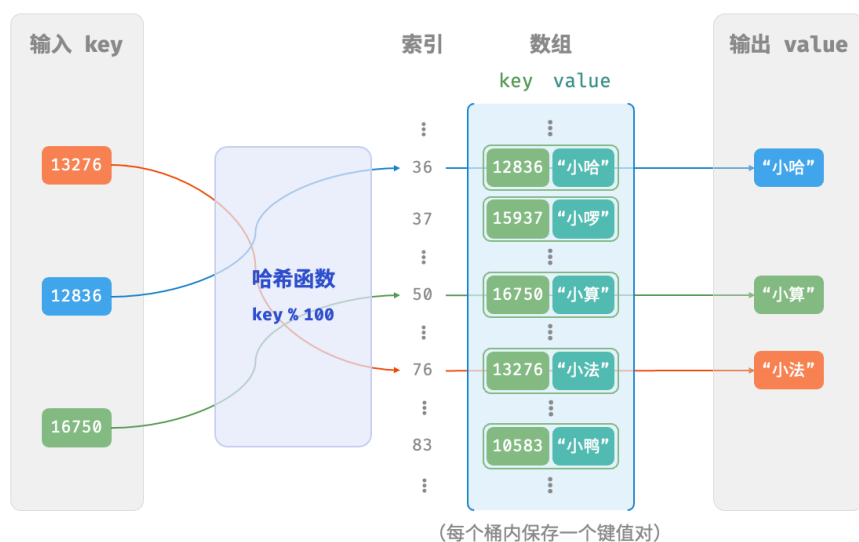 输入 key
索引
数组
输出 value
key value
13276
36
12836
“小哈”
“小哈”
37
15937
“小啰”
哈希函数
key % 100
12836
50
16750
“小算”
“小算”
76
13276
“小法”
“小法”
16750
83
10583
“小鸭”
（每个桶内保存一个键值对）